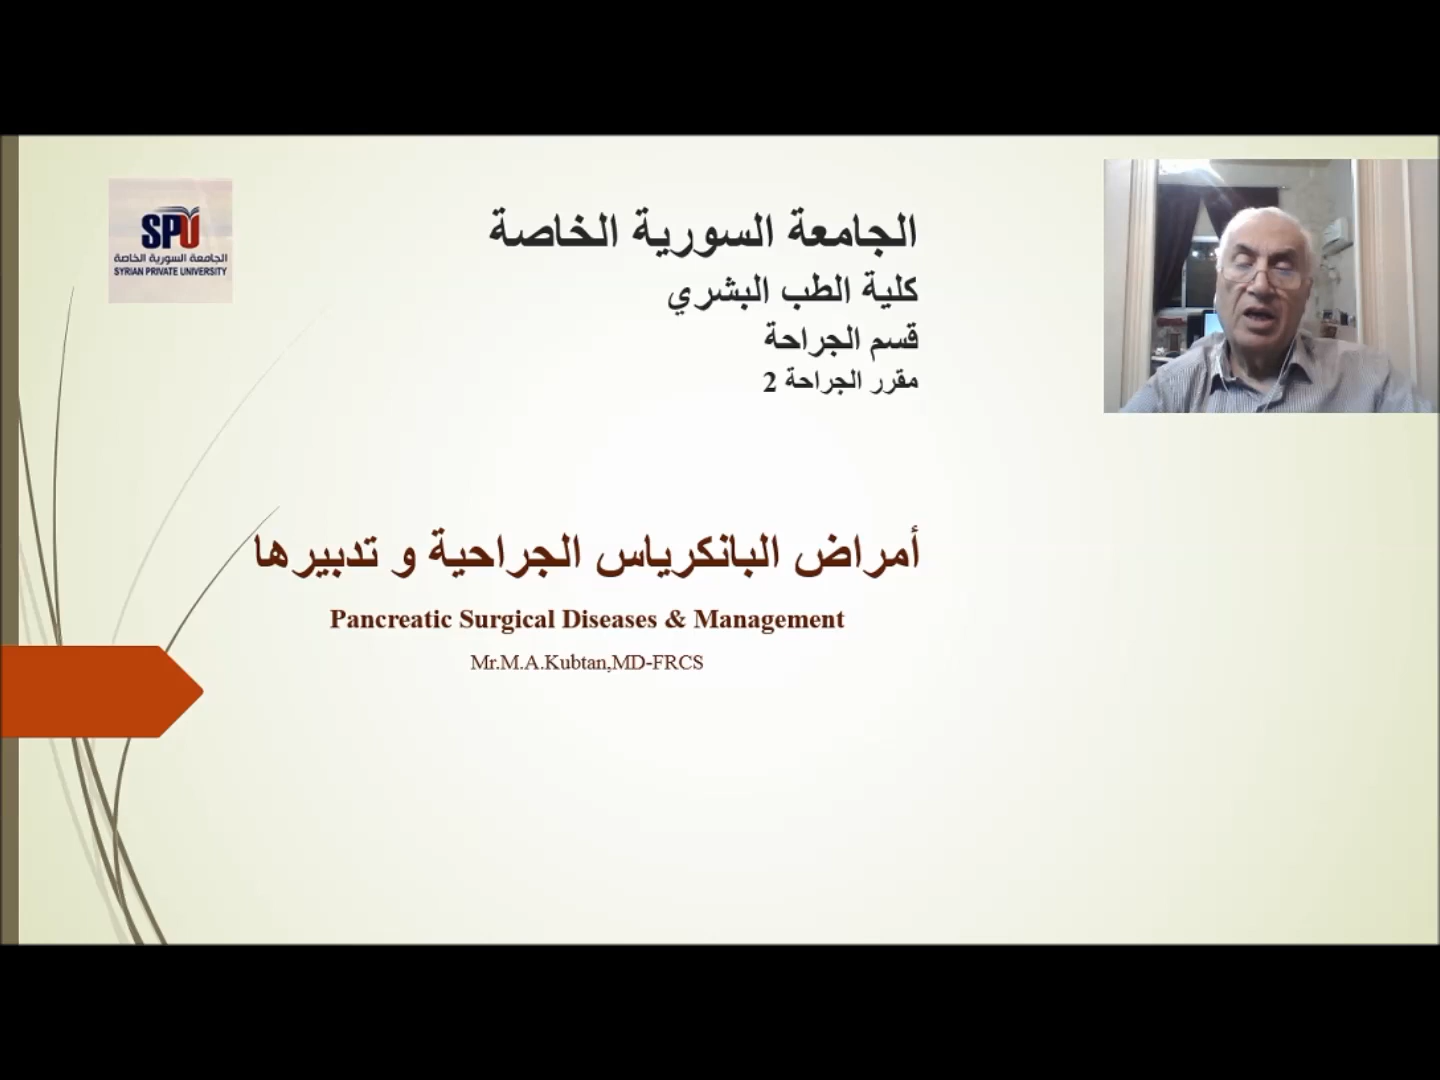 SPU
الجامعة السورية الخاصة
SYRIAN PRIVATE UNIVERSITY
الجامعة السورية الخاصة
كلية الطب البشري
قسم الجراحة
مقرر الجراحة 2
أمراض البانكرياس الجراحية و تدبيرها
Pancreatic Surgical Diseases & Management
Mr.M.A.Kubtan,MD-FRCS